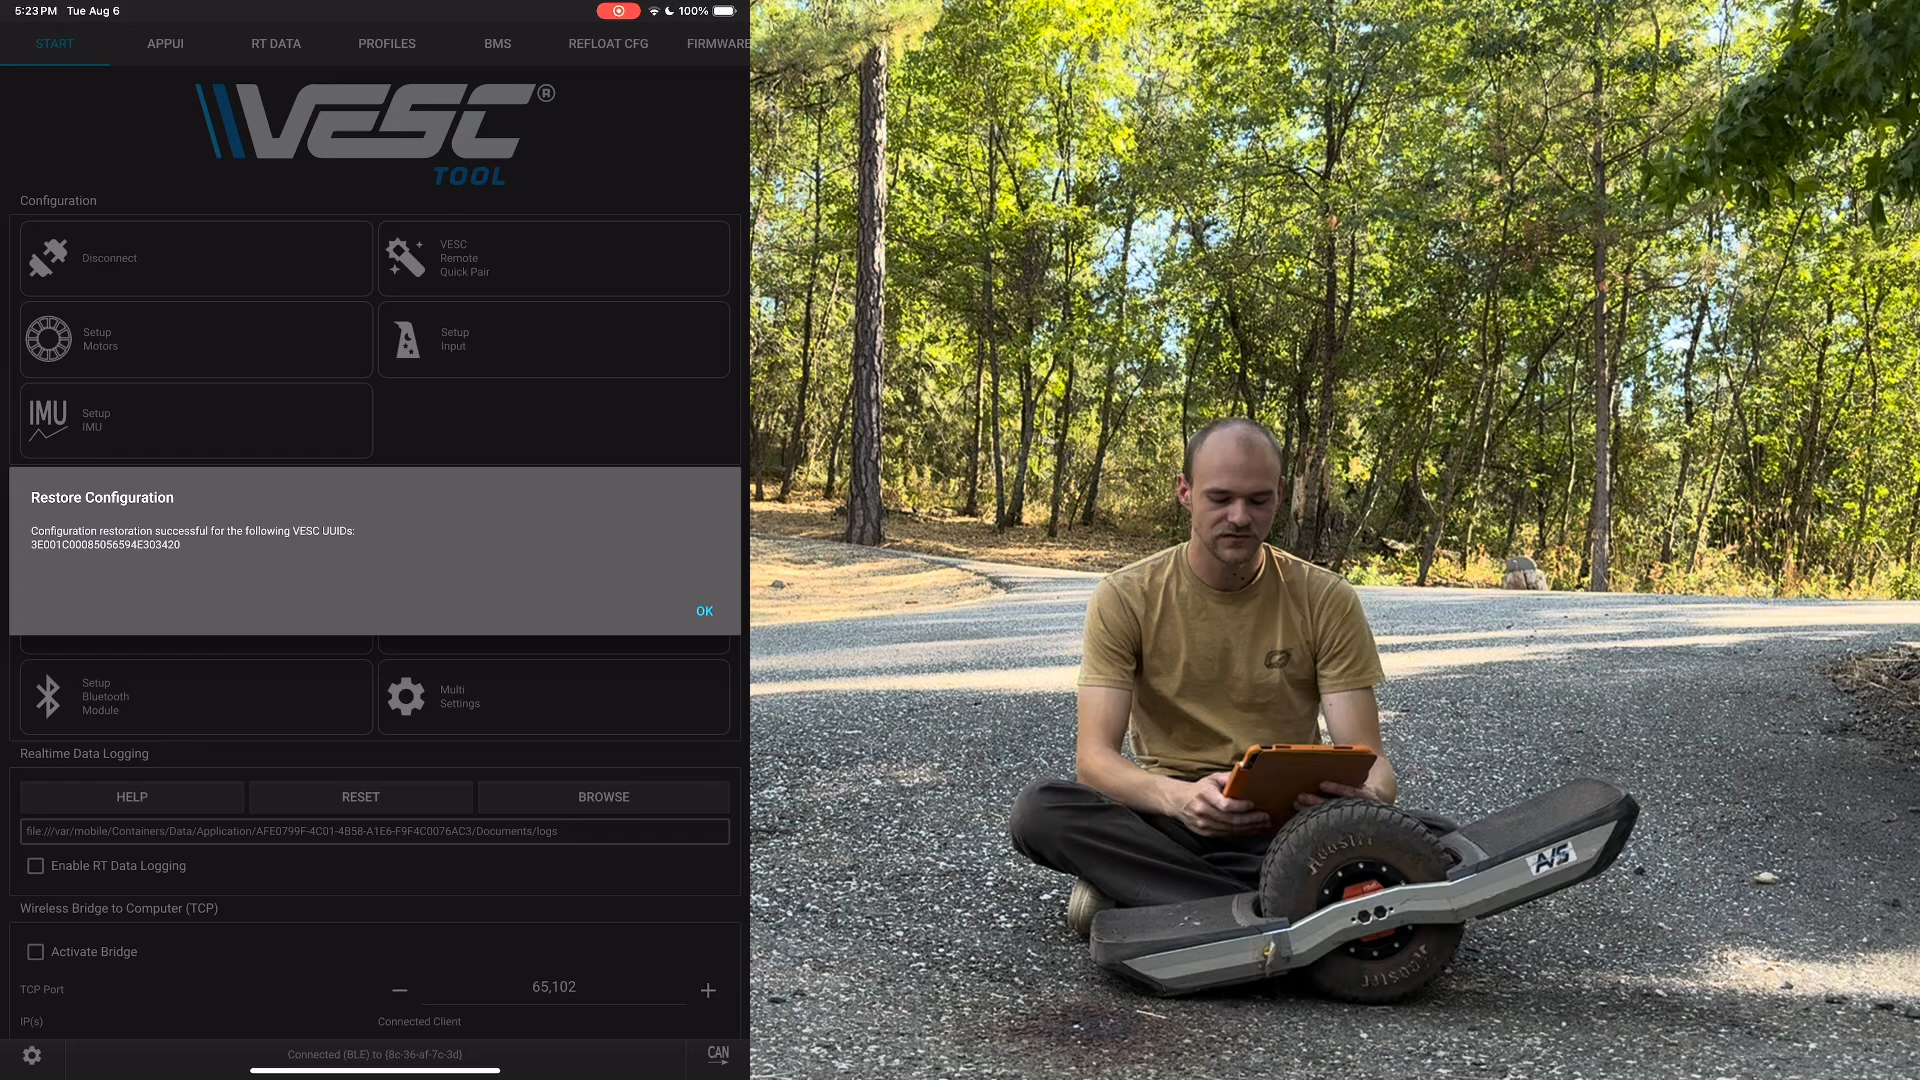 5:23 PM Tue Aug 6
100%
START
APPUI
RT DATA
PROFILES
BMS
REFLOAT CFG
FIRMWARE
VESC®
TOOL
Configuration
Disconnect
VESC
Remote
Quick Pair
Setup
Motors
Setup
Input
IMU
Setup
IMU
Restore Configuration
Configuration restoration successful for the following VESC UUIDs:
3E001C00085056594E303420
OK
Setup
Bluetooth
Module
Multi
Settings
Realtime Data Logging
HELP
RESET
BROWSE
file:///var/mobile/Containers/Data/Application/AFE0799F-4C01-4B58-A1E6-F9F4C0076AC3/Documents/logs
Enable RT Data Logging
Wireless Bridge to Computer (TCP)
Activate Bridge
TCP Port
65,102
IP(s)
Connected Client
Connected (BLE) to {8c-36-af-7c-3d}
CAN
Hoosier
Hoosier
AVS